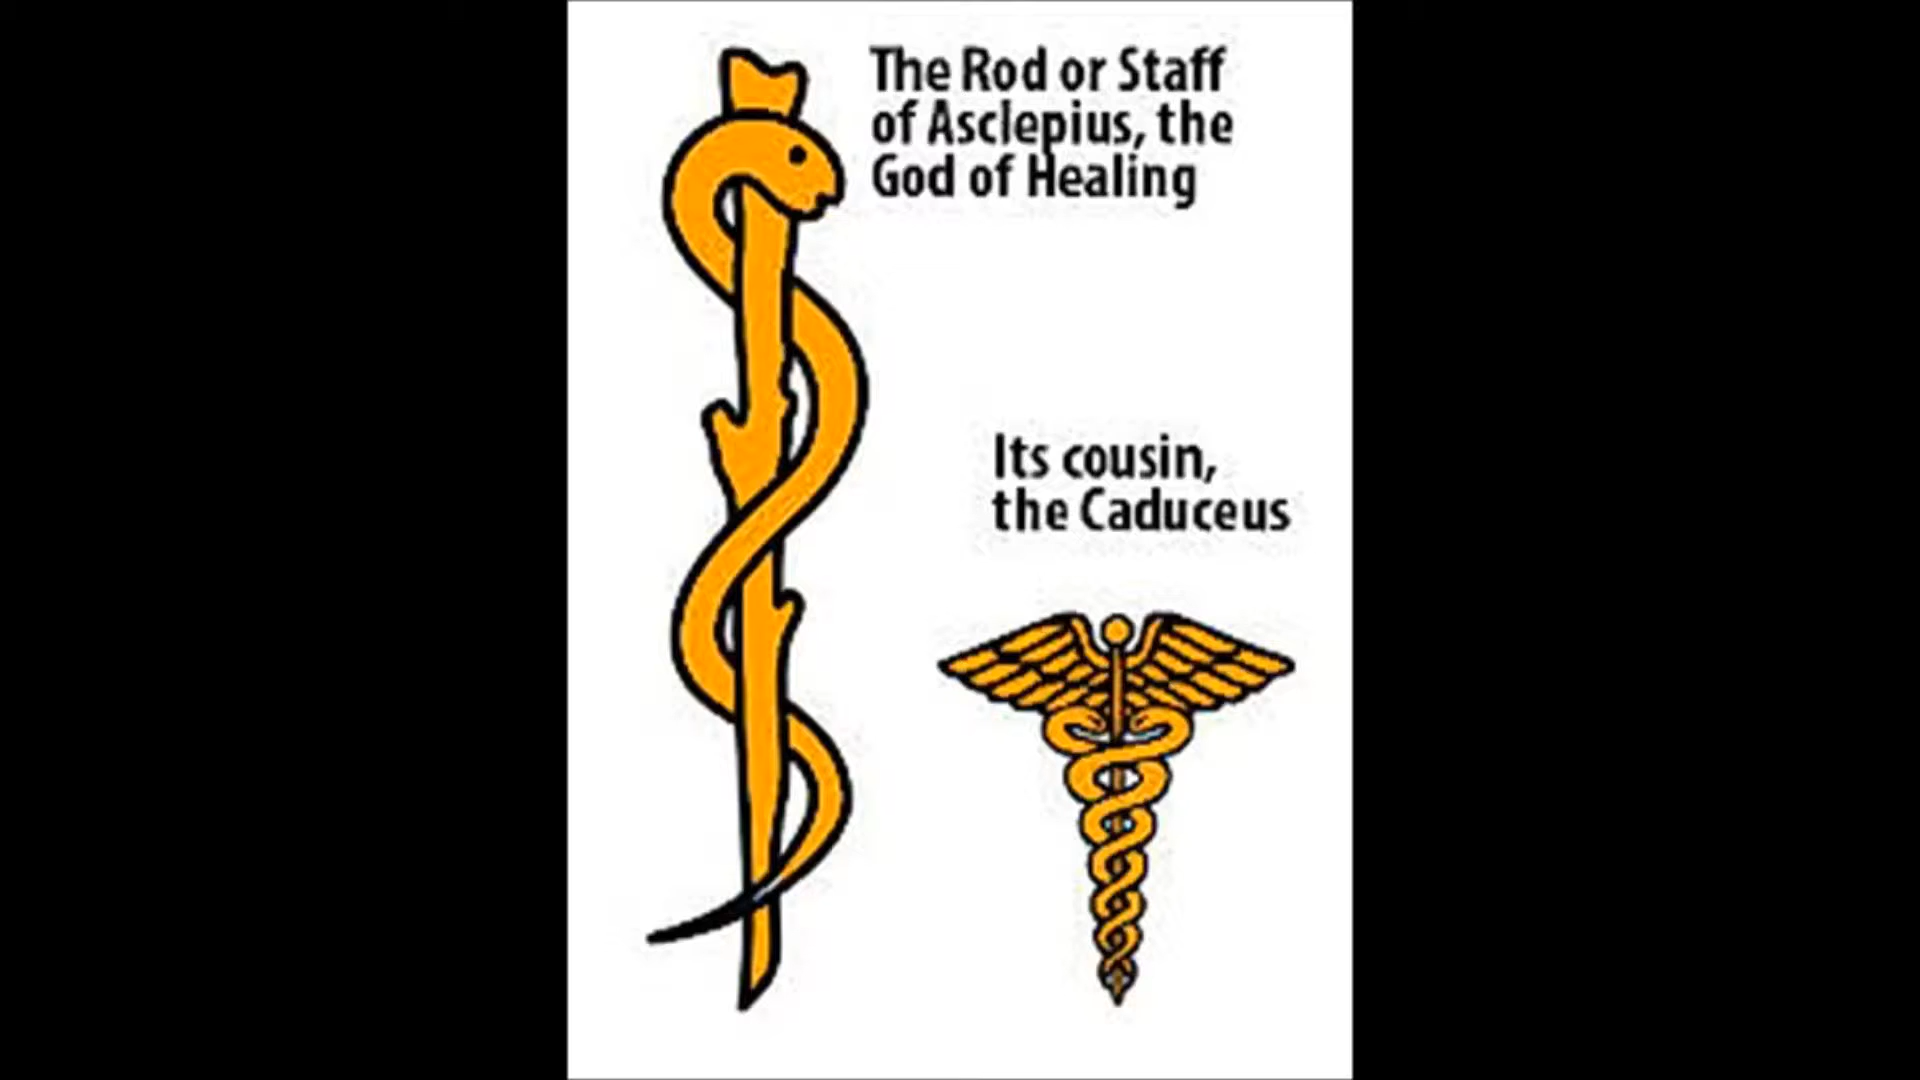 The Rod or Staff
of Asclepius, the
God of Healing
Its cousin,
the Caduceus